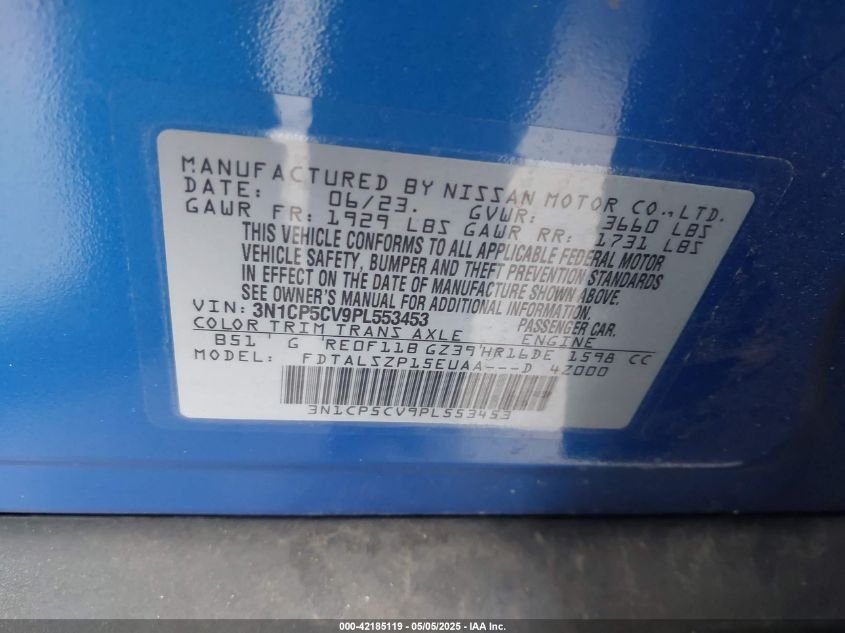 MANUFACTURED BY NISSAN MOTOR CO., LTD.
DATE: 06/23. GVWR: 3660 LBS
GAWR FR: 1929 LBS GAWR RR: 1731 LBS
THIS VEHICLE CONFORMS TO ALL APPLICABLE FEDERAL MOTOR
VEHICLE SAFETY, BUMPER AND THEFT PREVENTION STANDARDS
IN EFFECT ON THE DATE OF MANUFACTURE SHOWN ABOVE.
SEE OWNER'S MANUAL FOR ADDITIONAL INFORMATION.
VIN: 3N1CP5CV9PL553453 PASSENGER CAR.
COLOR TRIM TRANS AXLE ENGINE
B51 ' G 'RE0F11B GZ39'HR16DE 1598 CC
MODEL: FDTALSZP15EUAA---D 4Z000
3N1CP5CV9PL553453
000-42185119 | 05/05/2025 - IAA Inc.